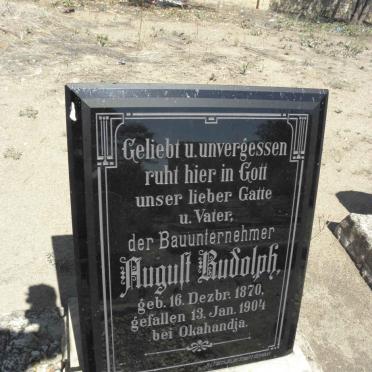 Geliebt u. unvergessen
ruht hier in Gott
unser lieber Gatte
u. Vater,
der Bauunternehmer
August Budolph,
geb. 16. Dezbr. 1870,
gefallen 13. Jan. 1904
bei Okahandja.